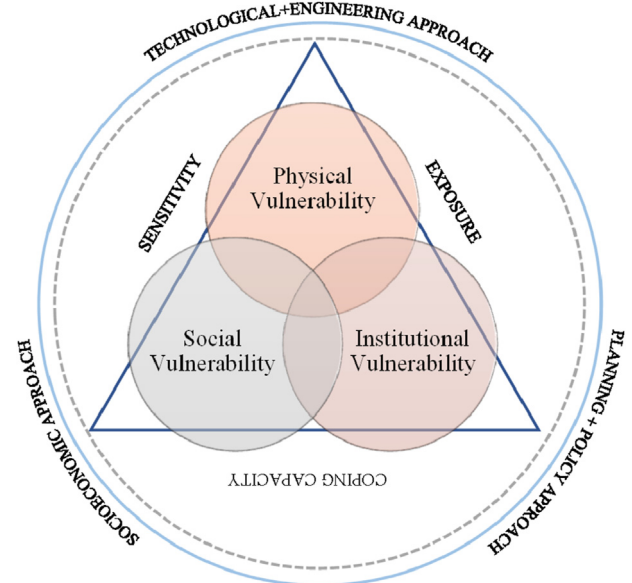 TECHNOLOGICAL+ENGINEERING APPROACH
SENSITIVITY
EXPOSURE
Physical
Vulnerability
Social
Vulnerability
Institutional
Vulnerability
COPING CAPACITY
SOCIOECONOMIC APPROACH
PLANNING + POLICY APPROACH